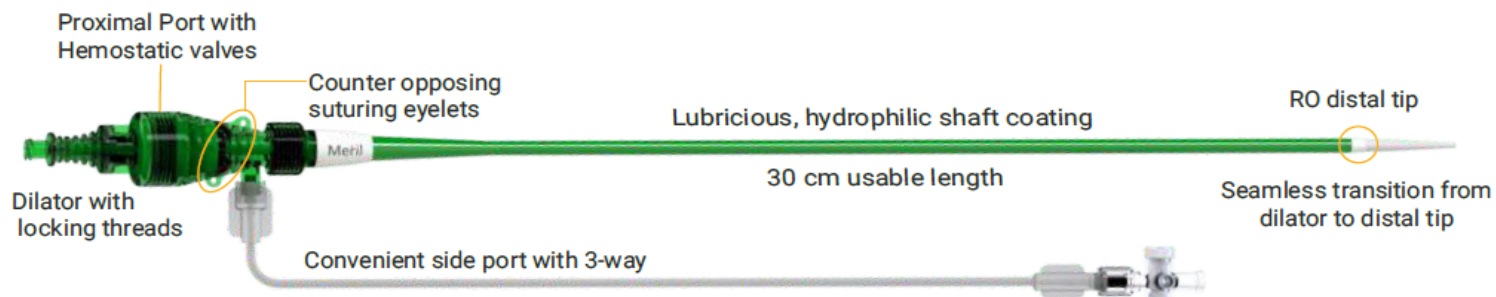 Proximal Port with
Hemostatic valves
Counter opposing
suturing eyelets
Lubricious, hydrophilic shaft coating
RO distal tip
Meril
30 cm usable length
Dilator with
locking threads
Seamless transition from
dilator to distal tip
Convenient side port with 3-way